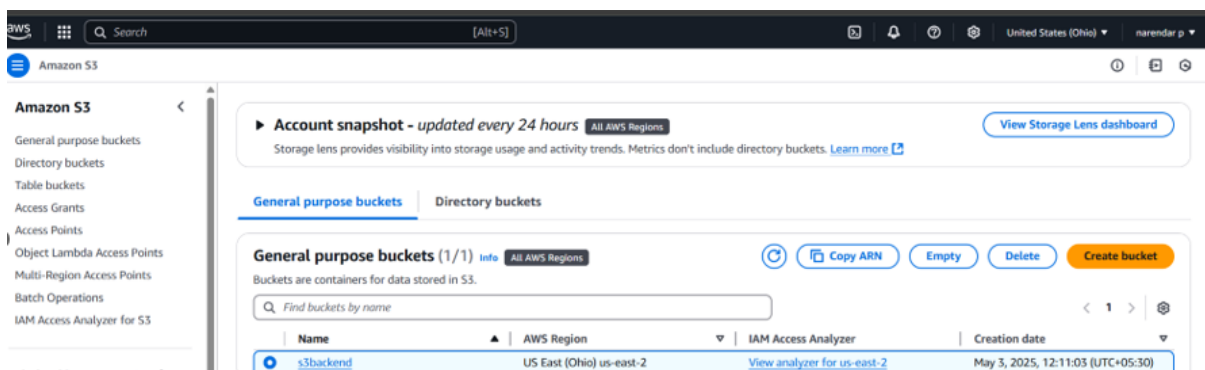 aws Search [Alt+S] United States (Ohio) narendar p
Amazon S3
Amazon S3
General purpose buckets
Directory buckets
Table buckets
Access Grants
Access Points
Object Lambda Access Points
Multi-Region Access Points
Batch Operations
IAM Access Analyzer for S3
Account snapshot - updated every 24 hours All AWS Regions View Storage Lens dashboard
Storage lens provides visibility into storage usage and activity trends. Metrics don't include directory buckets. Learn more
General purpose buckets Directory buckets
General purpose buckets (1/1) Info All AWS Regions Copy ARN Empty Delete Create bucket
Buckets are containers for data stored in S3.
Find buckets by name 1
Name AWS Region IAM Access Analyzer Creation date
s3backend US East (Ohio) us-east-2 View analyzer for us-east-2 May 3, 2025, 12:11:03 (UTC+05:30)